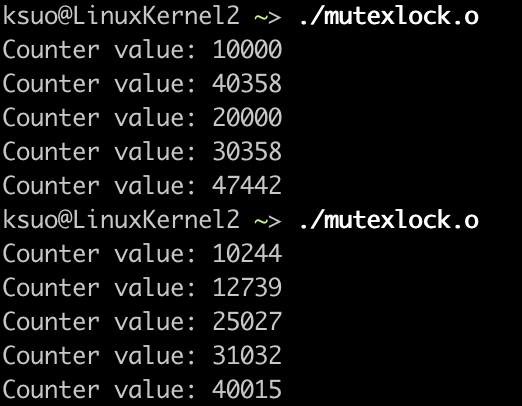 ksuo@LinuxKernel2 ~> ./mutexlock.o
Counter value: 10000
Counter value: 40358
Counter value: 20000
Counter value: 30358
Counter value: 47442
ksuo@LinuxKernel2 ~> ./mutexlock.o
Counter value: 10244
Counter value: 12739
Counter value: 25027
Counter value: 31032
Counter value: 40015